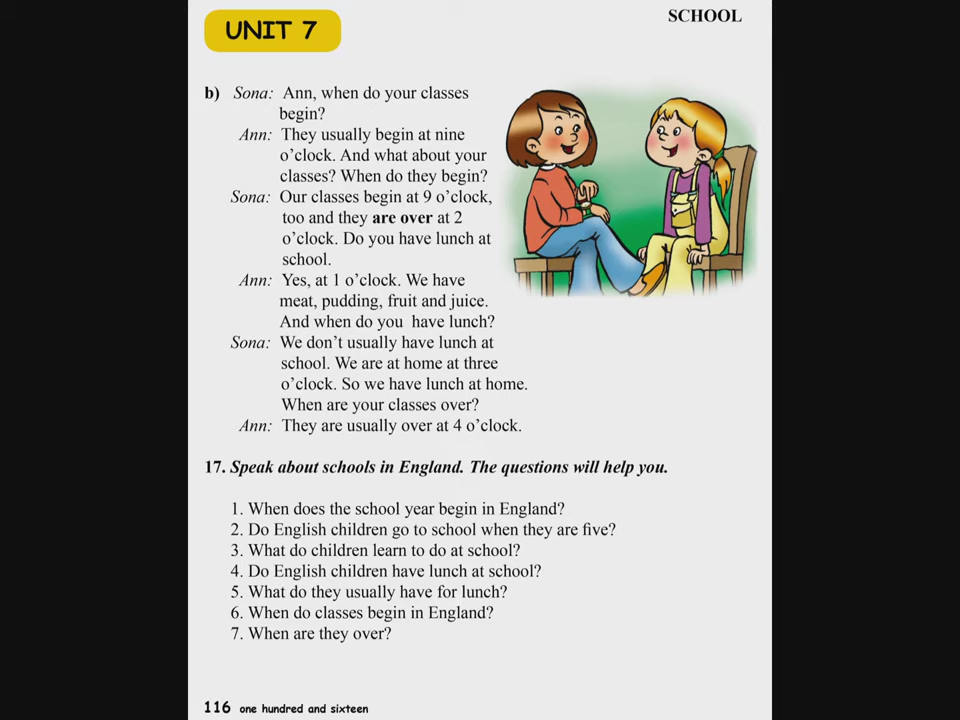 UNIT 7
SCHOOL
b) Sona: Ann, when do your classes
begin?
Ann: They usually begin at nine
o'clock. And what about your
classes? When do they begin?
Sona: Our classes begin at 9 o'clock,
too and they are over at 2
o'clock. Do you have lunch at
school.
Ann: Yes, at 1 o'clock. We have
meat, pudding, fruit and juice.
And when do you have lunch?
Sona: We don't usually have lunch at
school. We are at home at three
o'clock. So we have lunch at home.
When are your classes over?
Ann: They are usually over at 4 o'clock.
17. Speak about schools in England. The questions will help you.
1. When does the school year begin in England?
2. Do English children go to school when they are five?
3. What do children learn to do at school?
4. Do English children have lunch at school?
5. What do they usually have for lunch?
6. When do classes begin in England?
7. When are they over?
116 one hundred and sixteen